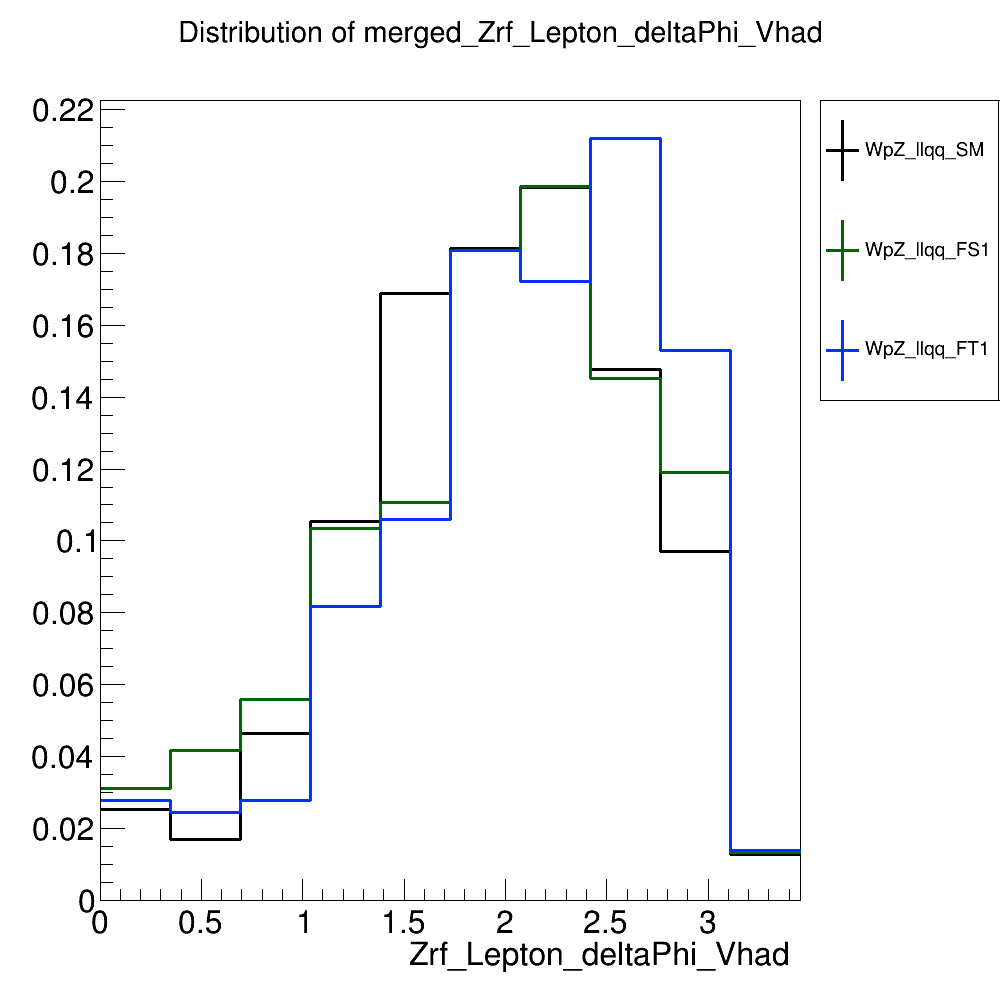 Distribution of merged_Zrf_Lepton_deltaPhi_Vhad
0.22
0.2
0.18
0.16
0.14
0.12
0.1
0.08
0.06
0.04
0.02
0
0 0.5 1 1.5 2 2.5 3
Zrf_Lepton_deltaPhi_Vhad
WpZ_llqq_SM
WpZ_llqq_FS1
WpZ_llqq_FT1